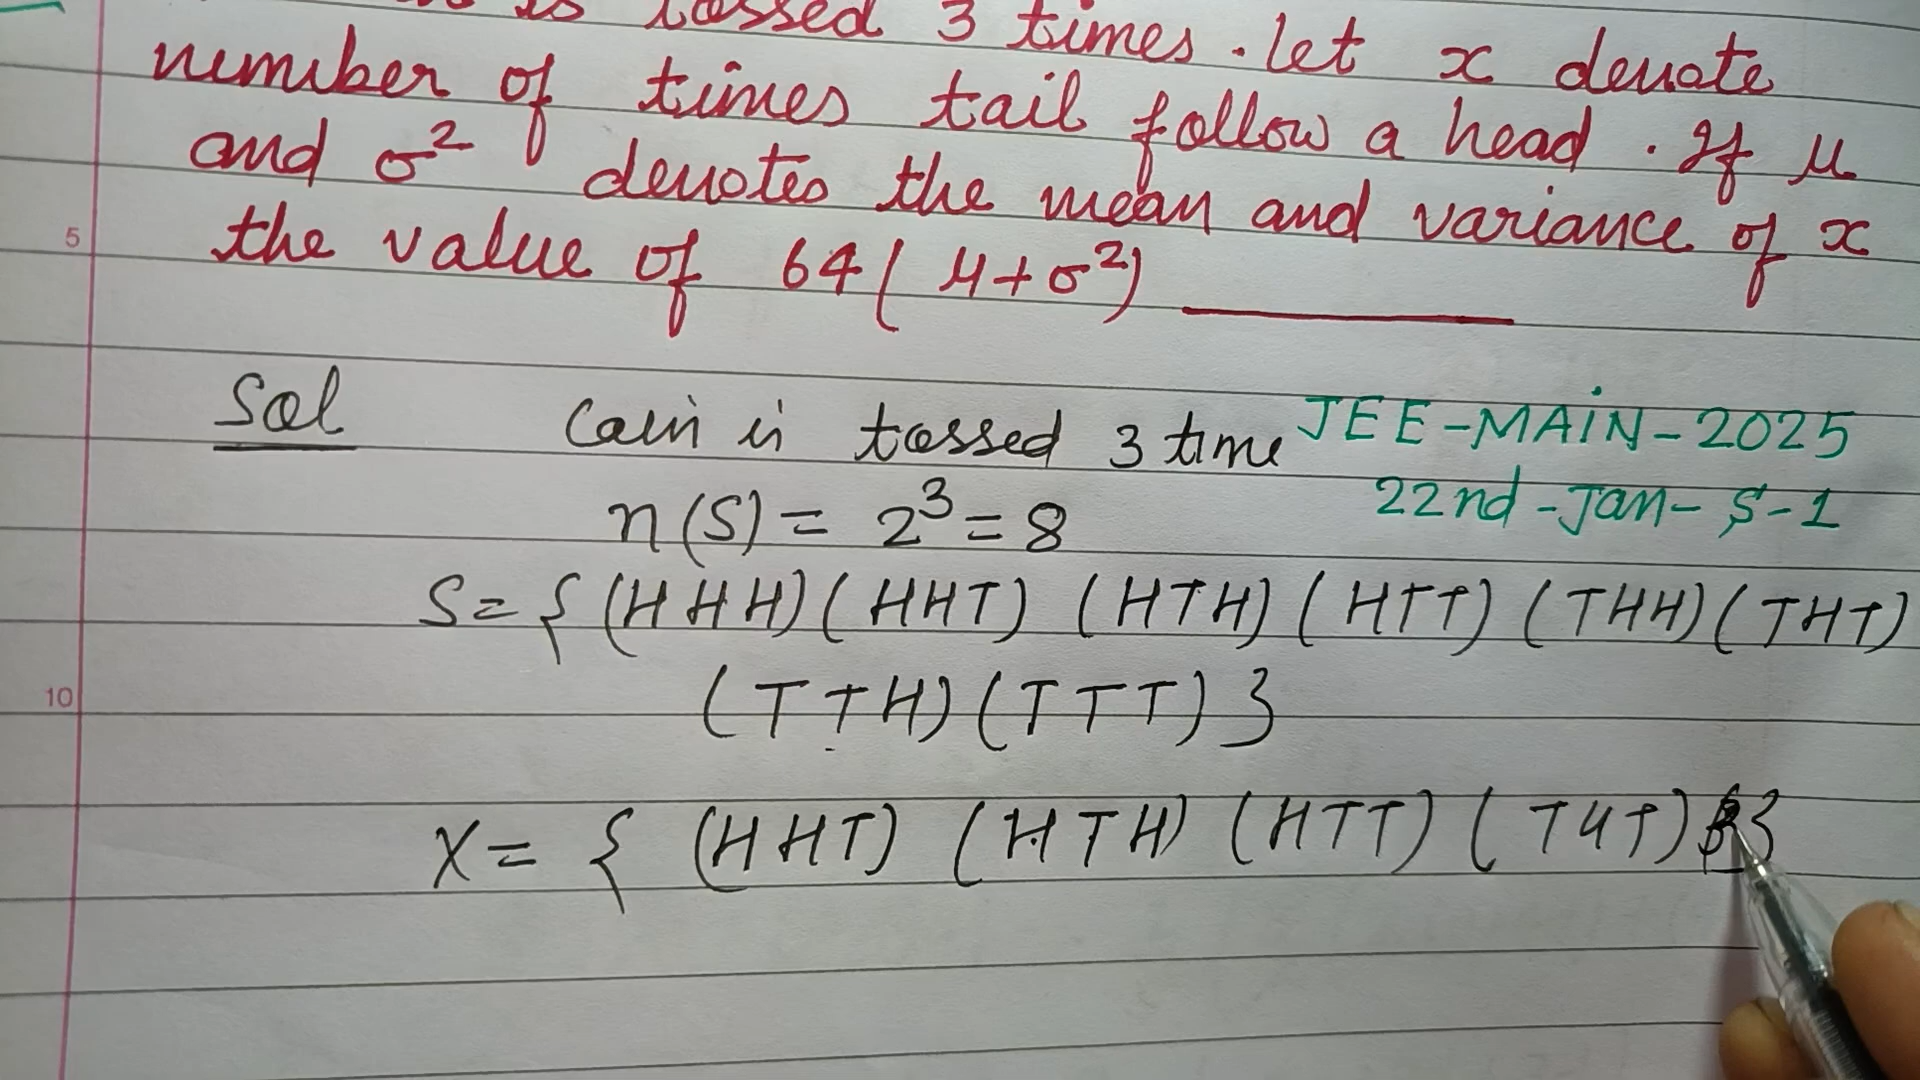 is tossed 3 times. let x denote
number of times tail follow a head. If μ
and σ² denotes the mean and variance of x
5 the value of 64(μ+σ²) ________
Sol Coin is tossed 3 time JEE-MAIN-2025
n(S) = 2³ = 8 22nd-Jan-S-1
S = { (HHH) (HHT) (HTH) (HTT) (THH) (THT)
10 (TTH) (TTT) }
X = { (HHT) (HTH) (HTT) (THT) }